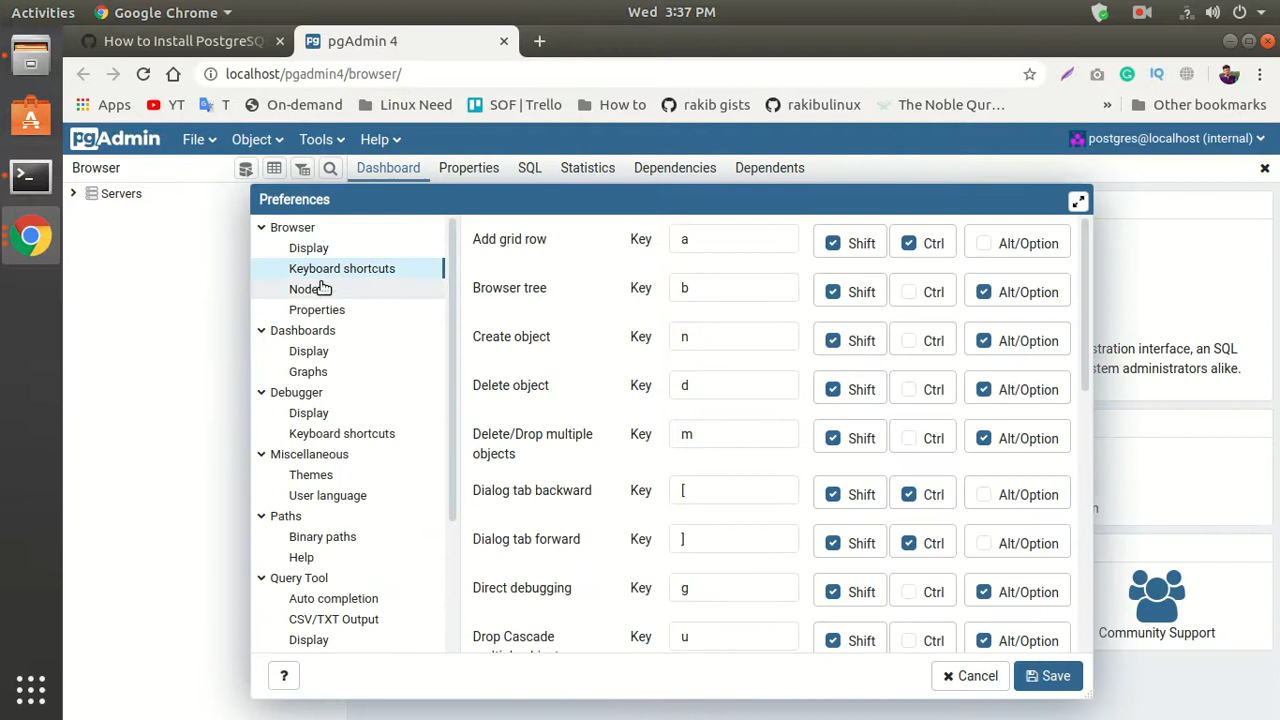 Activities Google Chrome Wed 3:37 PM
How to Install PostgreSQ pgAdmin 4
localhost/pgadmin4/browser/
Apps YT T On-demand Linux Need SOF | Trello How to rakib gists rakibulinux The Noble Qur... » Other bookmarks
pgAdmin File Object Tools Help postgres@localhost (internal)
Browser Dashboard Properties SQL Statistics Dependencies Dependents
Servers
Preferences
Browser
Display
Keyboard shortcuts
Nodes
Properties
Dashboards
Display
Graphs
Debugger
Display
Keyboard shortcuts
Miscellaneous
Themes
User language
Paths
Binary paths
Help
Query Tool
Auto completion
CSV/TXT Output
Display
Add grid row Key a Shift Ctrl Alt/Option
Browser tree Key b Shift Ctrl Alt/Option
Create object Key n Shift Ctrl Alt/Option
Delete object Key d Shift Ctrl Alt/Option
Delete/Drop multiple Key m Shift Ctrl Alt/Option
objects
Dialog tab backward Key [ Shift Ctrl Alt/Option
Dialog tab forward Key ] Shift Ctrl Alt/Option
Direct debugging Key g Shift Ctrl Alt/Option
Drop Cascade Key u Shift Ctrl Alt/Option
? Cancel Save
stration interface, an SQL
stem administrators alike.
Community Support